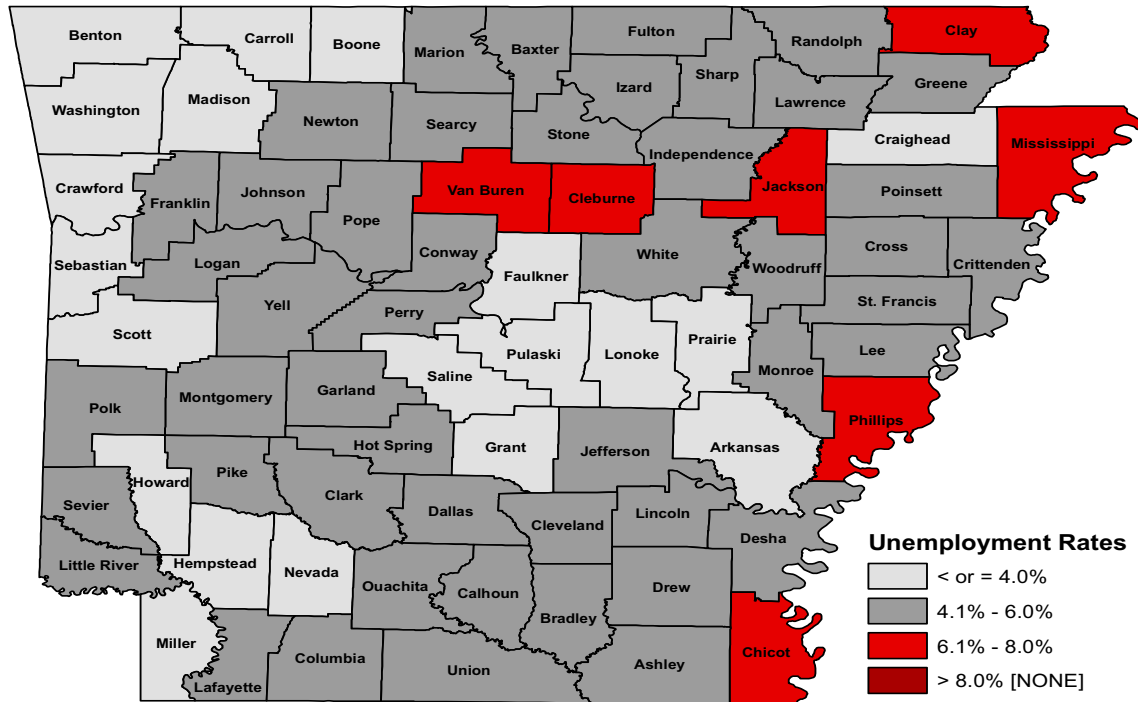 Benton
Carroll
Boone
Marion
Baxter
Fulton
Randolph
Clay
Sharp
Izard
Greene
Lawrence
Washington
Madison
Newton
Searcy
Stone
Independence
Craighead
Mississippi
Crawford
Franklin
Johnson
Pope
Van Buren
Cleburne
Jackson
Poinsett
Sebastian
Logan
Conway
Faulkner
White
Woodruff
Cross
Crittenden
Yell
Perry
St. Francis
Scott
Saline
Pulaski
Lonoke
Prairie
Monroe
Lee
Polk
Montgomery
Garland
Hot Spring
Grant
Jefferson
Arkansas
Phillips
Howard
Pike
Clark
Sevier
Dallas
Cleveland
Lincoln
Desha
Little River
Hempstead
Nevada
Ouachita
Calhoun
Bradley
Drew
Miller
Lafayette
Columbia
Union
Ashley
Chicot
Unemployment Rates
< or = 4.0%
4.1% - 6.0%
6.1% - 8.0%
> 8.0% [NONE]